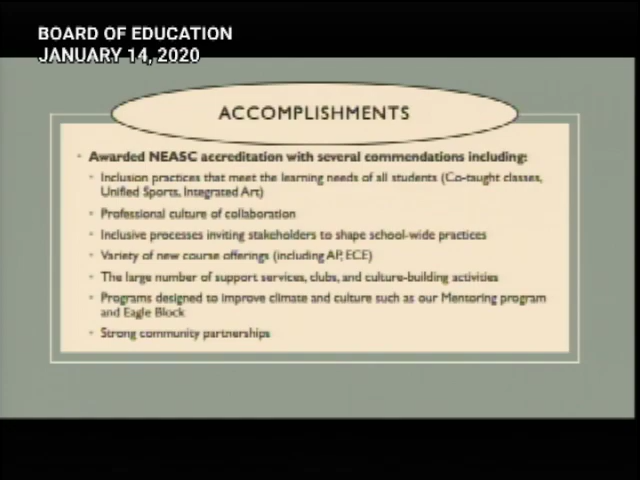 BOARD OF EDUCATION
JANUARY 14, 2020
ACCOMPLISHMENTS
• Awarded NEASC accreditation with several commendations including:
• Inclusion practices that meet the learning needs of all students (Co-taught classes,
Unified Sports, Integrated Art)
• Professional culture of collaboration
• Inclusive processes inviting stakeholders to shape school-wide practices
• Variety of new course offerings (including AP, ECE)
• The large number of support services, clubs, and culture-building activities
• Programs designed to improve climate and culture such as our Mentoring program
and Eagle Block
• Strong community partnerships